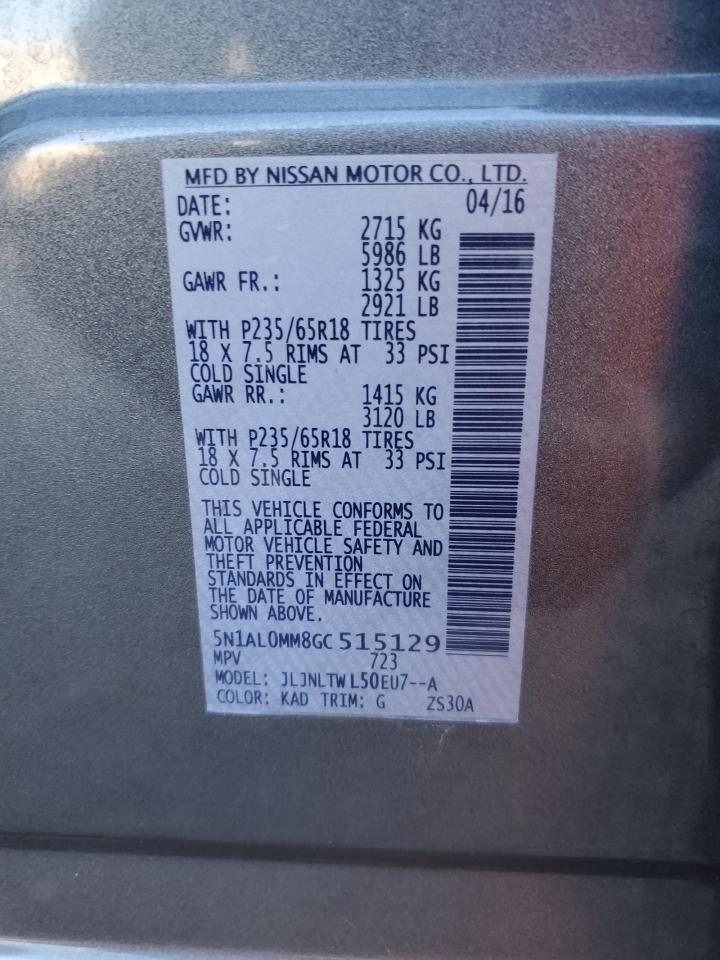 MFD BY NISSAN MOTOR CO., LTD.
DATE: 04/16
GVWR: 2715 KG
5986 LB
GAWR FR.: 1325 KG
2921 LB
WITH P235/65R18 TIRES
18 X 7.5 RIMS AT 33 PSI
COLD SINGLE
GAWR RR.: 1415 KG
3120 LB
WITH P235/65R18 TIRES
18 X 7.5 RIMS AT 33 PSI
COLD SINGLE
THIS VEHICLE CONFORMS TO
ALL APPLICABLE FEDERAL
MOTOR VEHICLE SAFETY AND
THEFT PREVENTION
STANDARDS IN EFFECT ON
THE DATE OF MANUFACTURE
SHOWN ABOVE.
5N1AL0MM8GC515129
MPV 723
MODEL: JLJNLTWL50EU7--A
COLOR: KAD TRIM: G ZS30A